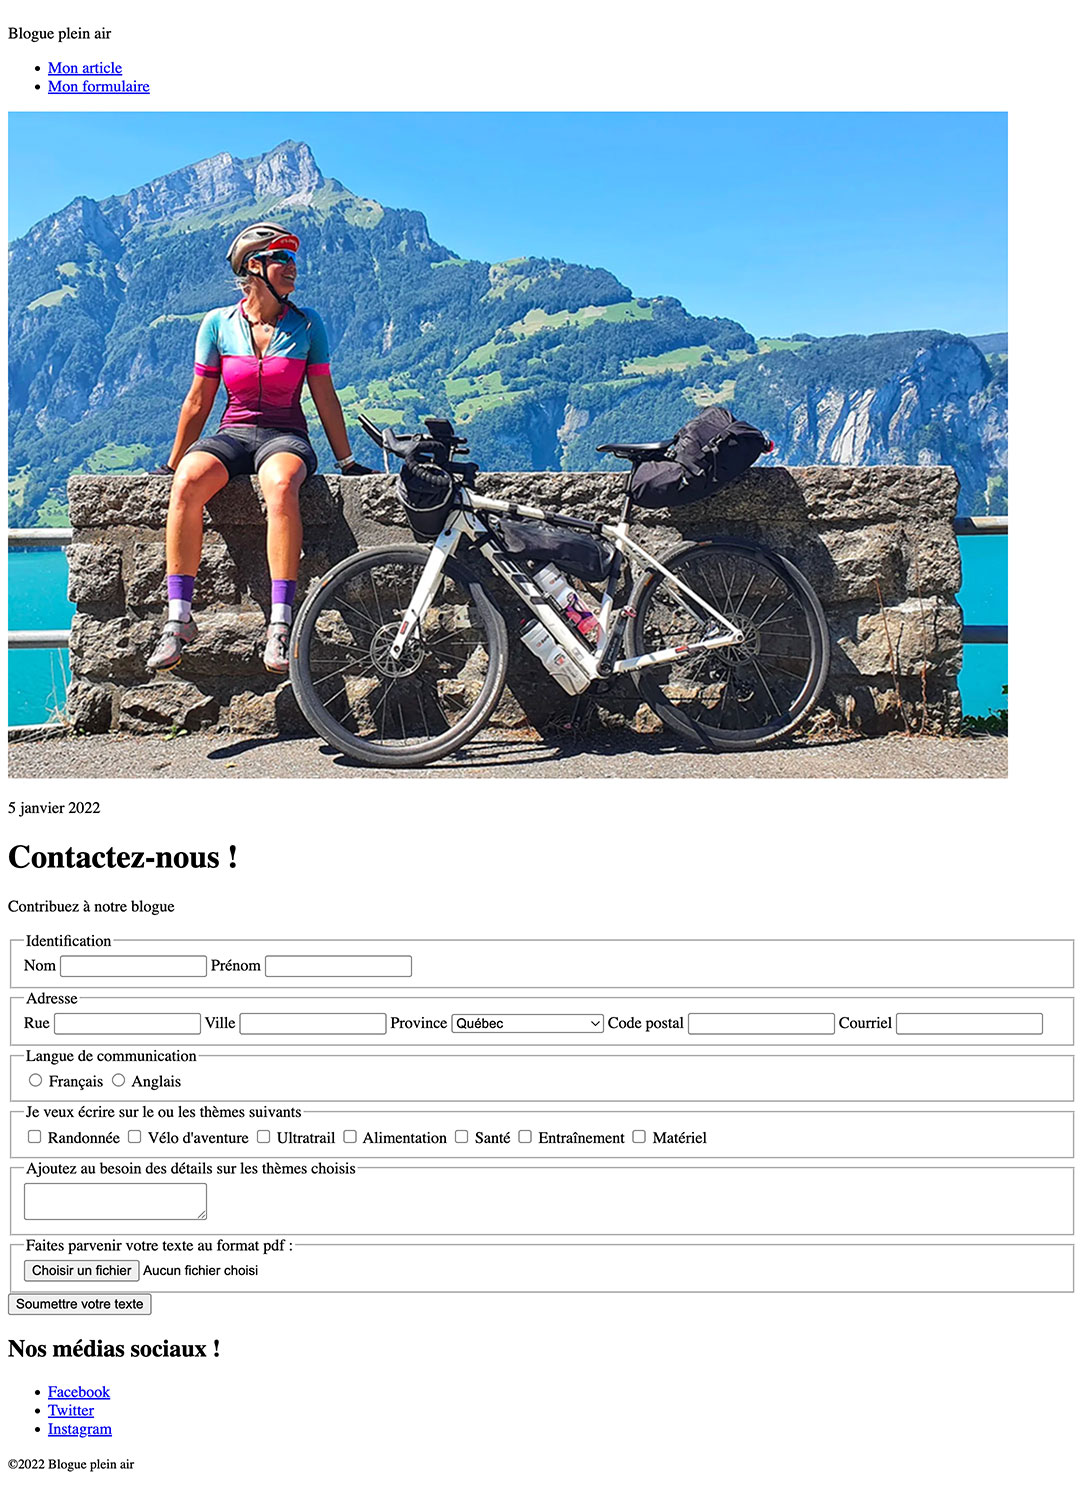 Blogue plein air
Mon article
Mon formulaire
5 janvier 2022
Contactez-nous !
Contribuez à notre blogue
Identification
Nom Prénom
Adresse
Rue Ville Province Québec Code postal Courriel
Langue de communication
Français Anglais
Je veux écrire sur le ou les thèmes suivants
Randonnée Vélo d'aventure Ultratrail Alimentation Santé Entraînement Matériel
Ajoutez au besoin des détails sur les thèmes choisis
Faites parvenir votre texte au format pdf :
Choisir un fichier Aucun fichier choisi
Soumettre votre texte
Nos médias sociaux !
Facebook
Twitter
Instagram
©2022 Blogue plein air